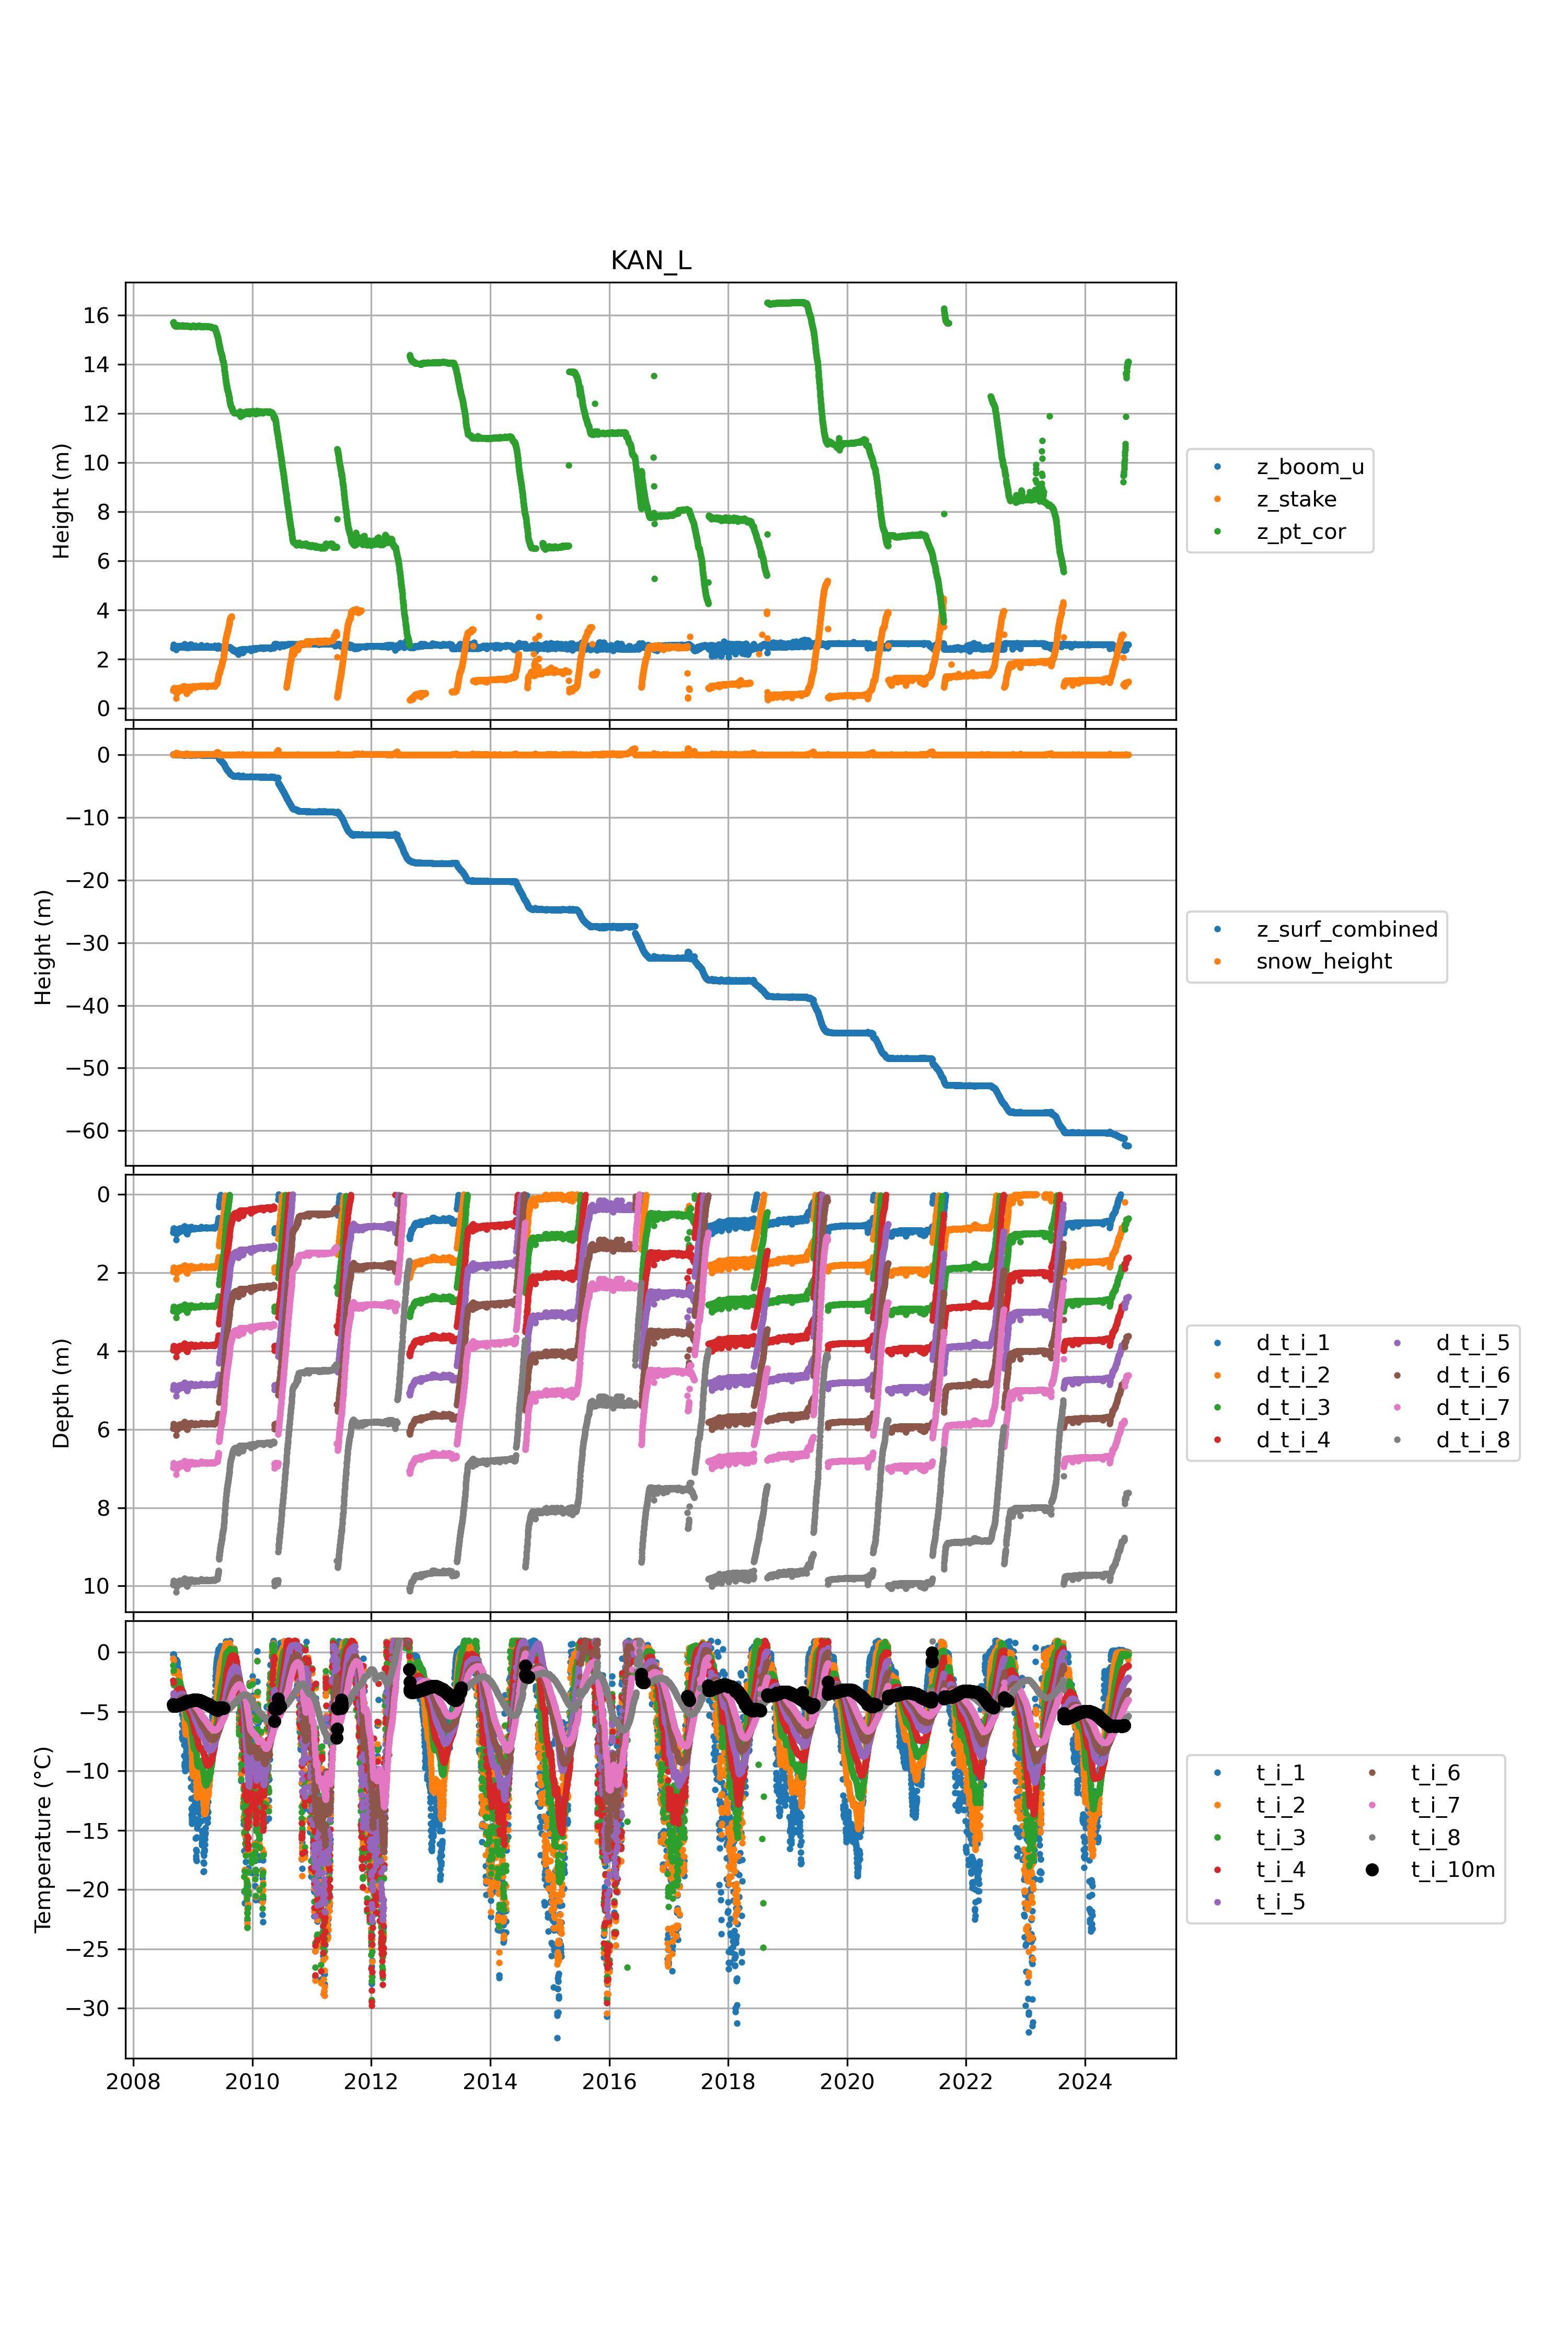 KAN_L
16
14
12
10
8
6
4
2
0
Height (m)
z_boom_u
z_stake
z_pt_cor
0
−10
−20
−30
−40
−50
−60
Height (m)
z_surf_combined
snow_height
0
2
4
6
8
10
Depth (m)
d_t_i_1
d_t_i_2
d_t_i_3
d_t_i_4
d_t_i_5
d_t_i_6
d_t_i_7
d_t_i_8
0
−5
−10
−15
−20
−25
−30
Temperature (°C)
t_i_1
t_i_2
t_i_3
t_i_4
t_i_5
t_i_6
t_i_7
t_i_8
t_i_10m
2008 2010 2012 2014 2016 2018 2020 2022 2024